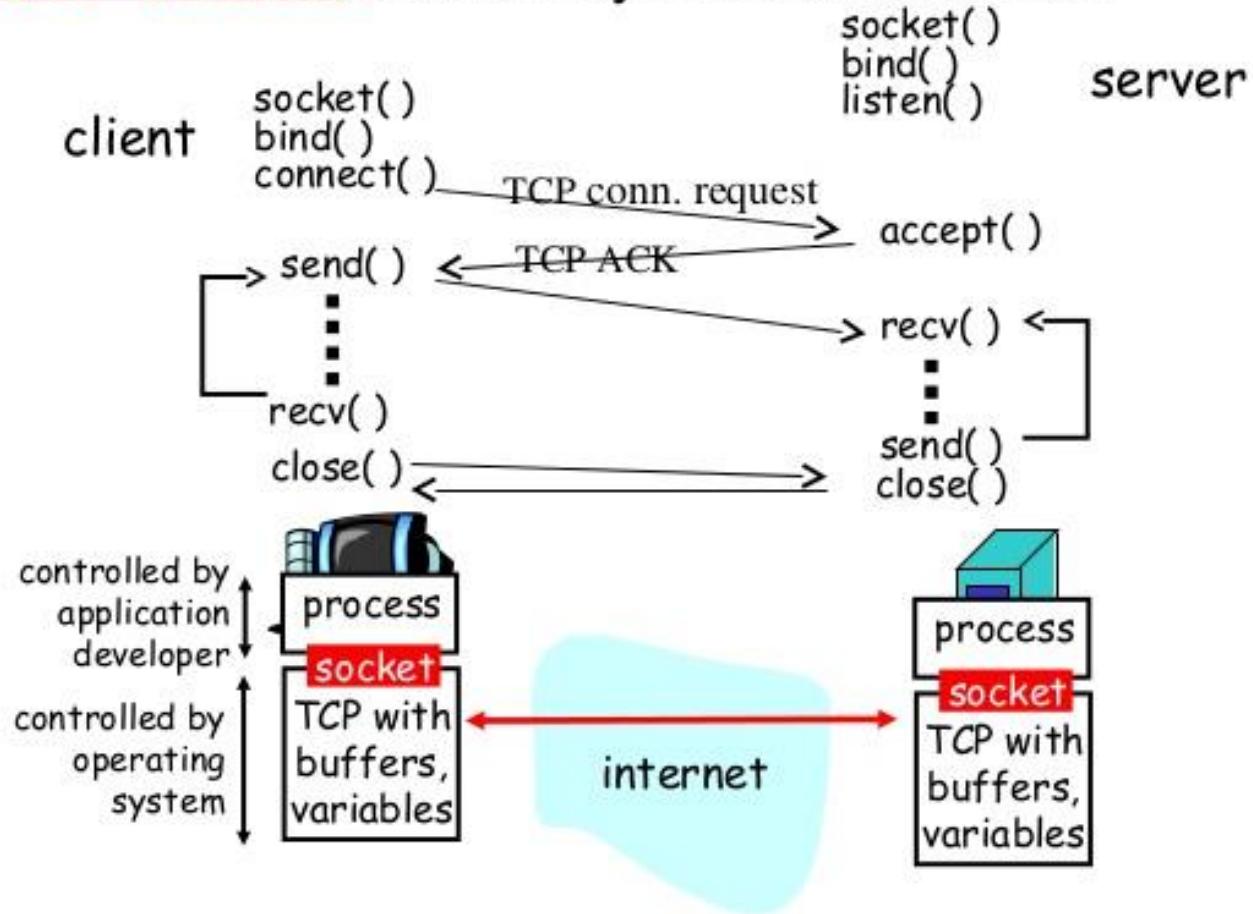 client
socket( )
bind( )
connect( )
socket( )
bind( )
listen( )
server
TCP conn. request
accept( )
TCP ACK
send( )
recv( )
recv( )
send( )
close( )
close( )
controlled by
application
developer
process
socket
controlled by
operating
system
TCP with
buffers,
variables
internet
process
socket
TCP with
buffers,
variables